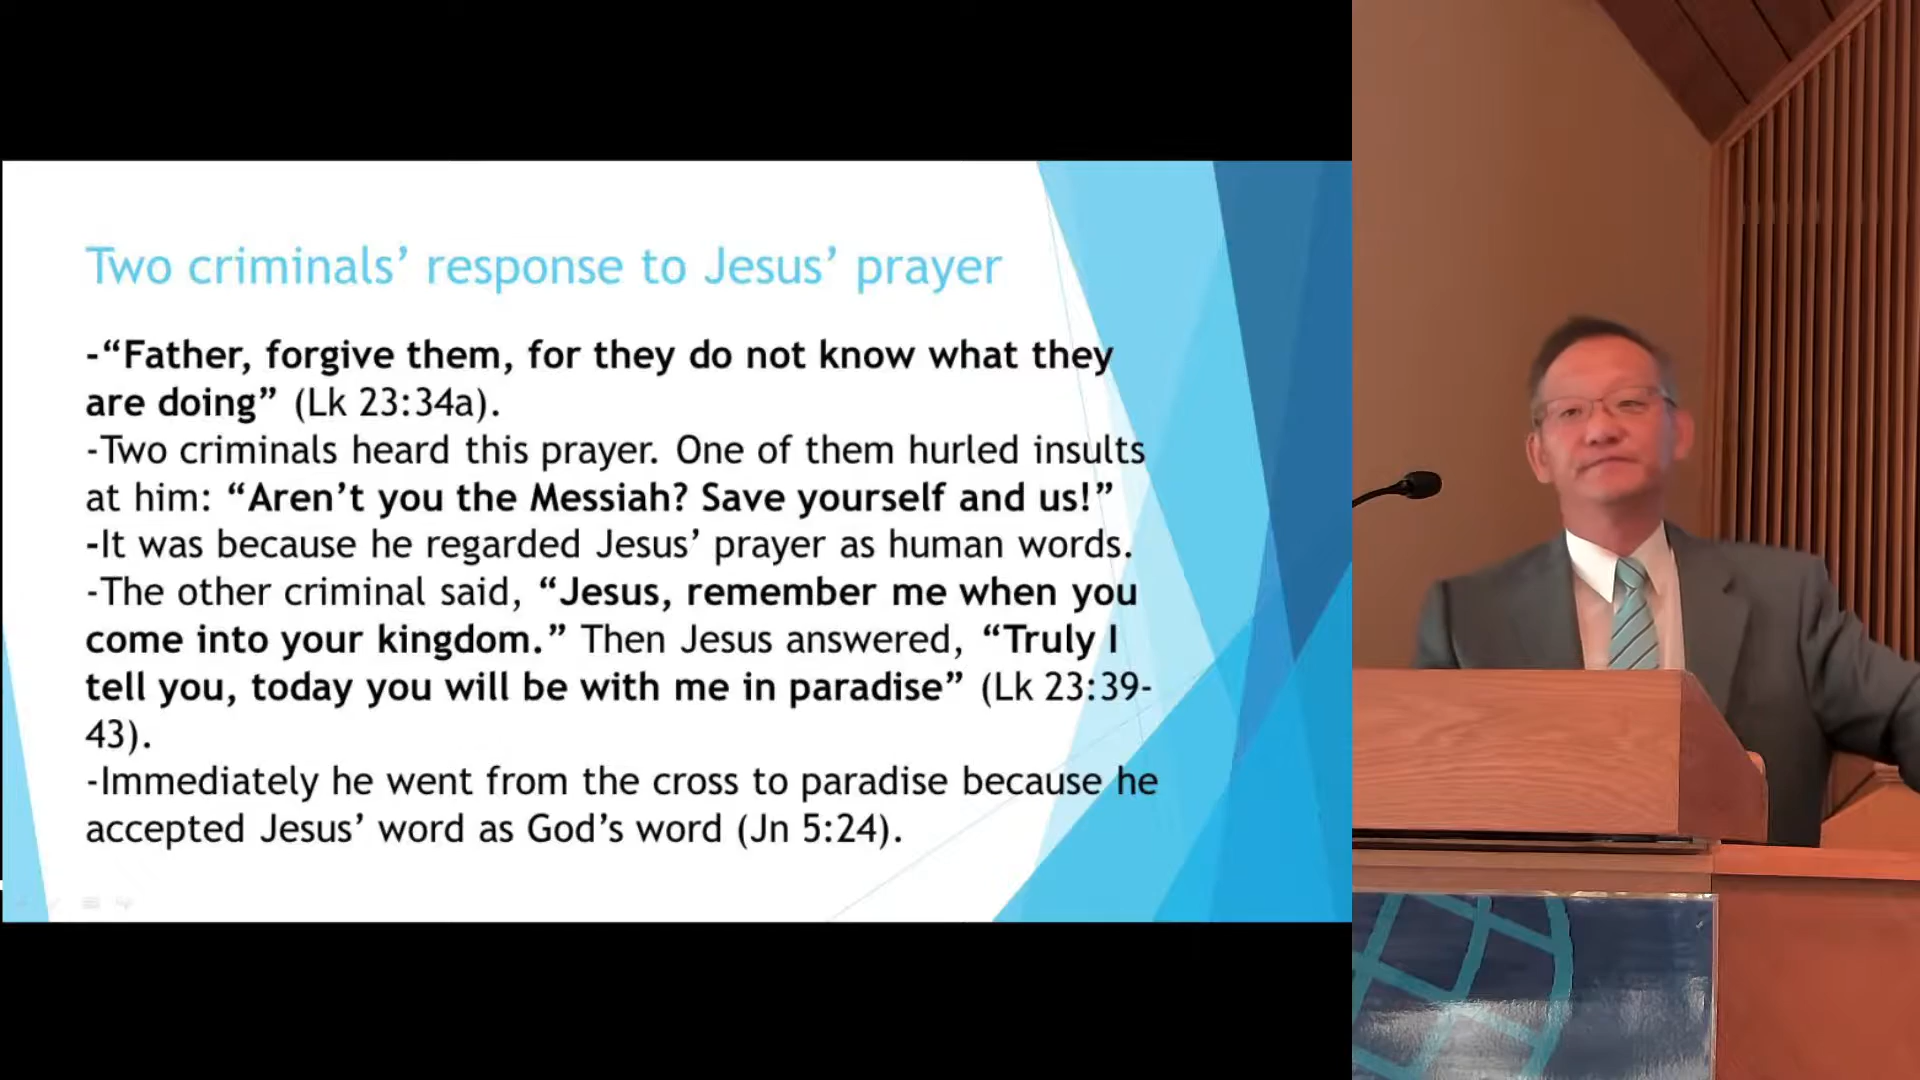 Two criminals’ response to Jesus’ prayer
-“Father, forgive them, for they do not know what they
are doing” (Lk 23:34a).
-Two criminals heard this prayer. One of them hurled insults
at him: “Aren’t you the Messiah? Save yourself and us!”
-It was because he regarded Jesus’ prayer as human words.
-The other criminal said, “Jesus, remember me when you
come into your kingdom.” Then Jesus answered, “Truly I
tell you, today you will be with me in paradise” (Lk 23:39-
43).
-Immediately he went from the cross to paradise because he
accepted Jesus’ word as God’s word (Jn 5:24).